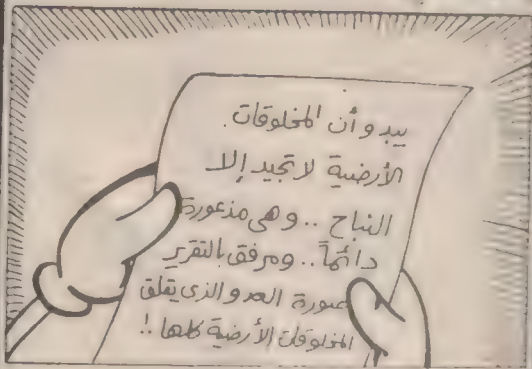 يبدو أن المخلوقات
الأرضية لا تجيد إلا
النباح .. وهى مذعورة
دائماً .. ومرفق بالتقرير
صورة العدو الذى يقلق
المخلوقات الأرضية كلها !.